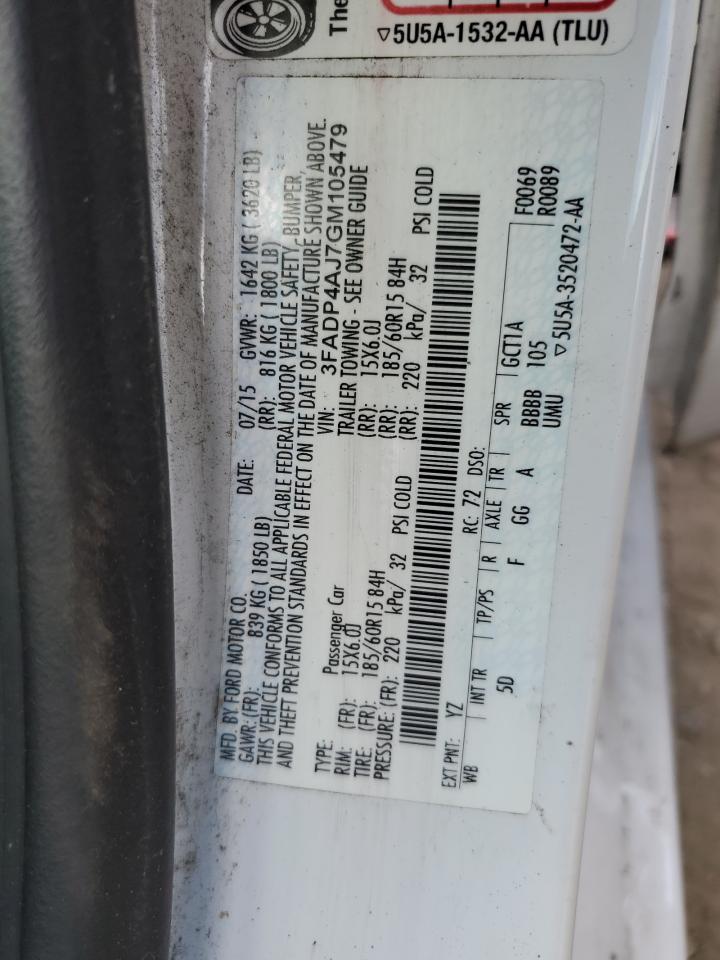 The
▽5U5A-1532-AA (TLU)
MFD. BY FORD MOTOR CO. DATE: 07/15 GVWR: 1642 KG ( 3620 LB)
GAWR: (FR): 839 KG ( 1850 LB) (RR): 816 KG ( 1800 LB)
THIS VEHICLE CONFORMS TO ALL APPLICABLE FEDERAL MOTOR VEHICLE SAFETY, BUMPER,
AND THEFT PREVENTION STANDARDS IN EFFECT ON THE DATE OF MANUFACTURE SHOWN ABOVE.
VIN: 3FADP4AJ7GM105479
TYPE: Passenger Car TRAILER TOWING - SEE OWNER GUIDE
RIM: (FR): 15X6.0J (RR): 15X6.0J
TIRE: (FR): 185/60R15 84H (RR): 185/60R15 84H
PRESSURE: (FR): 220 kPa/ 32 PSI COLD (RR): 220 kPa/ 32 PSI COLD
EXT PNT: YZ RC: 72 DSO:
WB INT TR TP/PS R AXLE TR SPR GCT1A F0069
5D F GG A BBBB 105 R0089
UMU ▽5U5A-3520472-AA